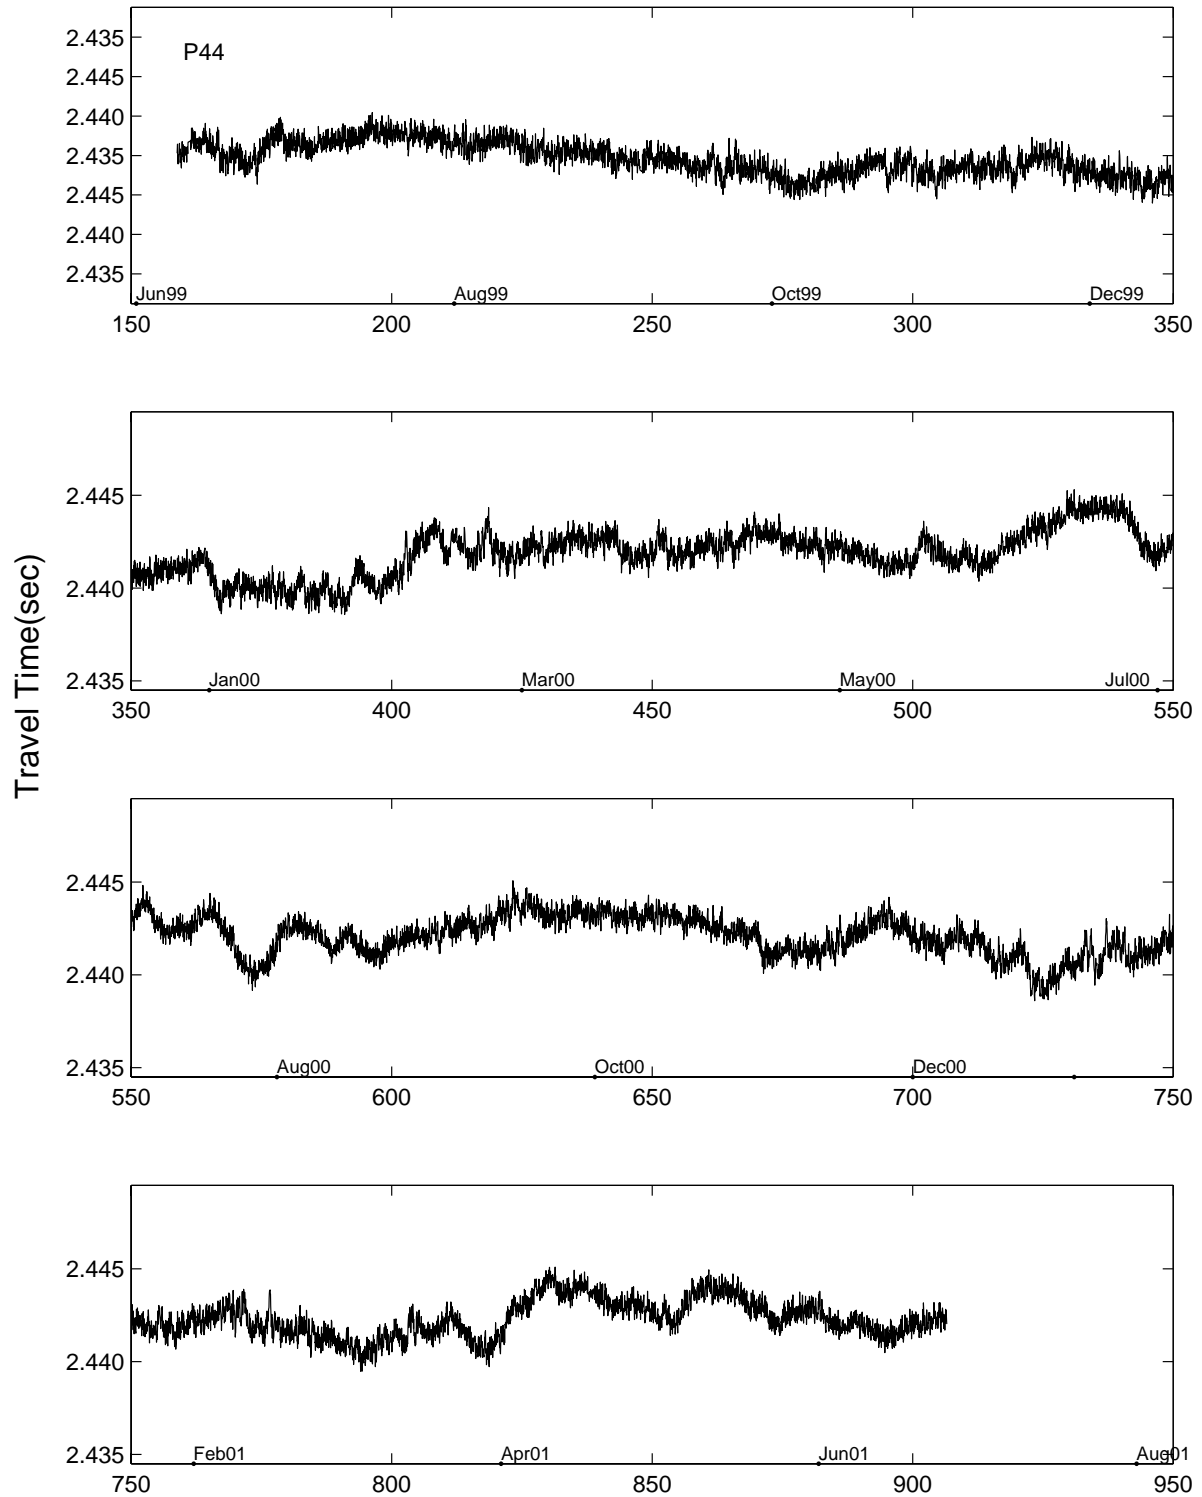 2.435
P44
2.445
2.440
2.435
2.445
2.440
2.435
Jun99 Aug99 Oct99 Dec99
150 200 250 300 350
Travel Time(sec)
2.445
2.440
2.435
Jan00 Mar00 May00 Jul00
350 400 450 500 550
2.445
2.440
2.435
Aug00 Oct00 Dec00
550 600 650 700 750
2.445
2.440
2.435
Feb01 Apr01 Jun01 Aug01
750 800 850 900 950